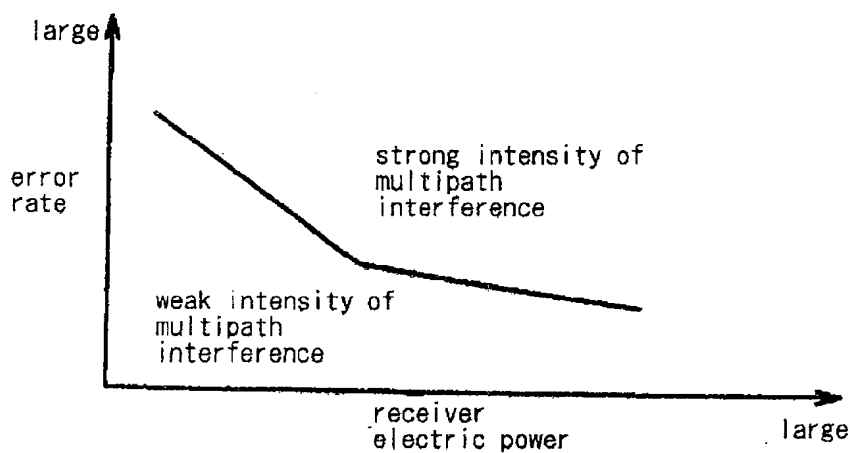 large
error
rate
strong intensity of
multipath
interference
weak intensity of
multipath
interference
receiver
electric power
large